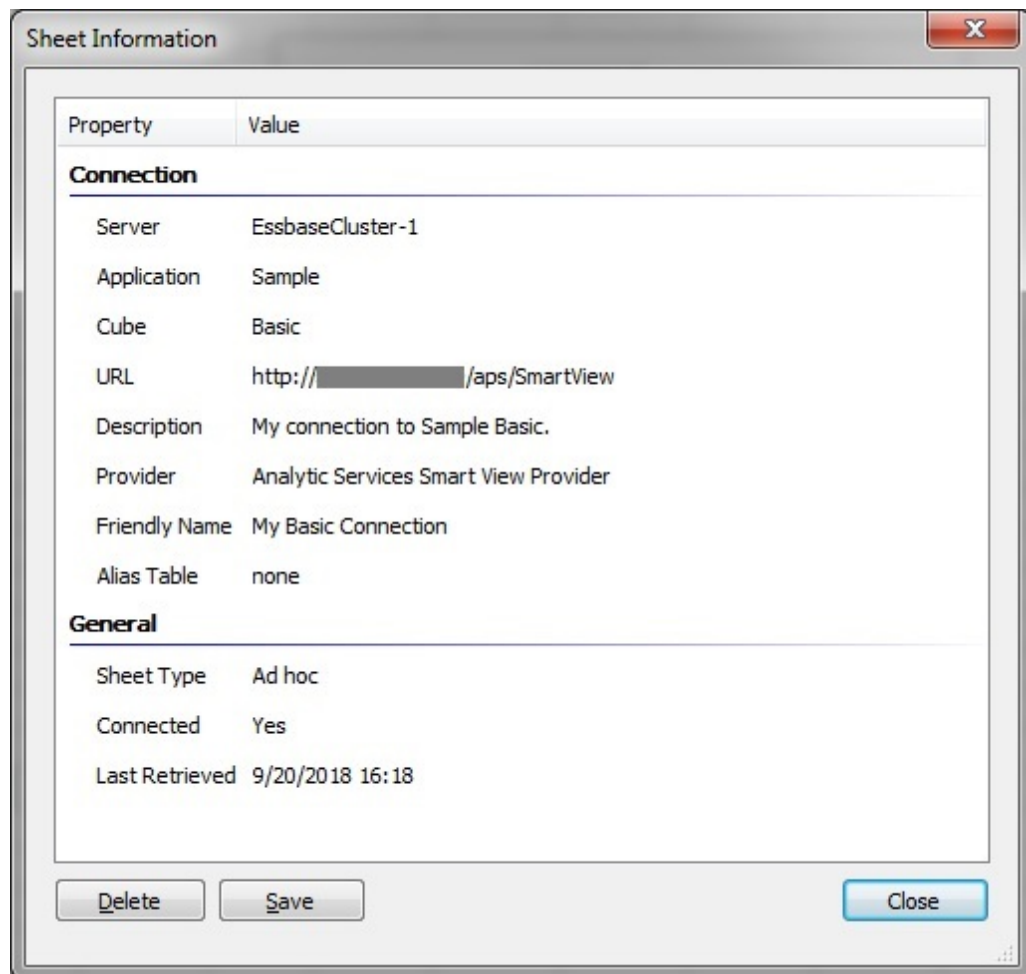 Sheet Information
Property Value
Connection
Server EssbaseCluster-1
Application Sample
Cube Basic
URL http:// /aps/SmartView
Description My connection to Sample Basic.
Provider Analytic Services Smart View Provider
Friendly Name My Basic Connection
Alias Table none
General
Sheet Type Ad hoc
Connected Yes
Last Retrieved 9/20/2018 16:18
Delete Save Close